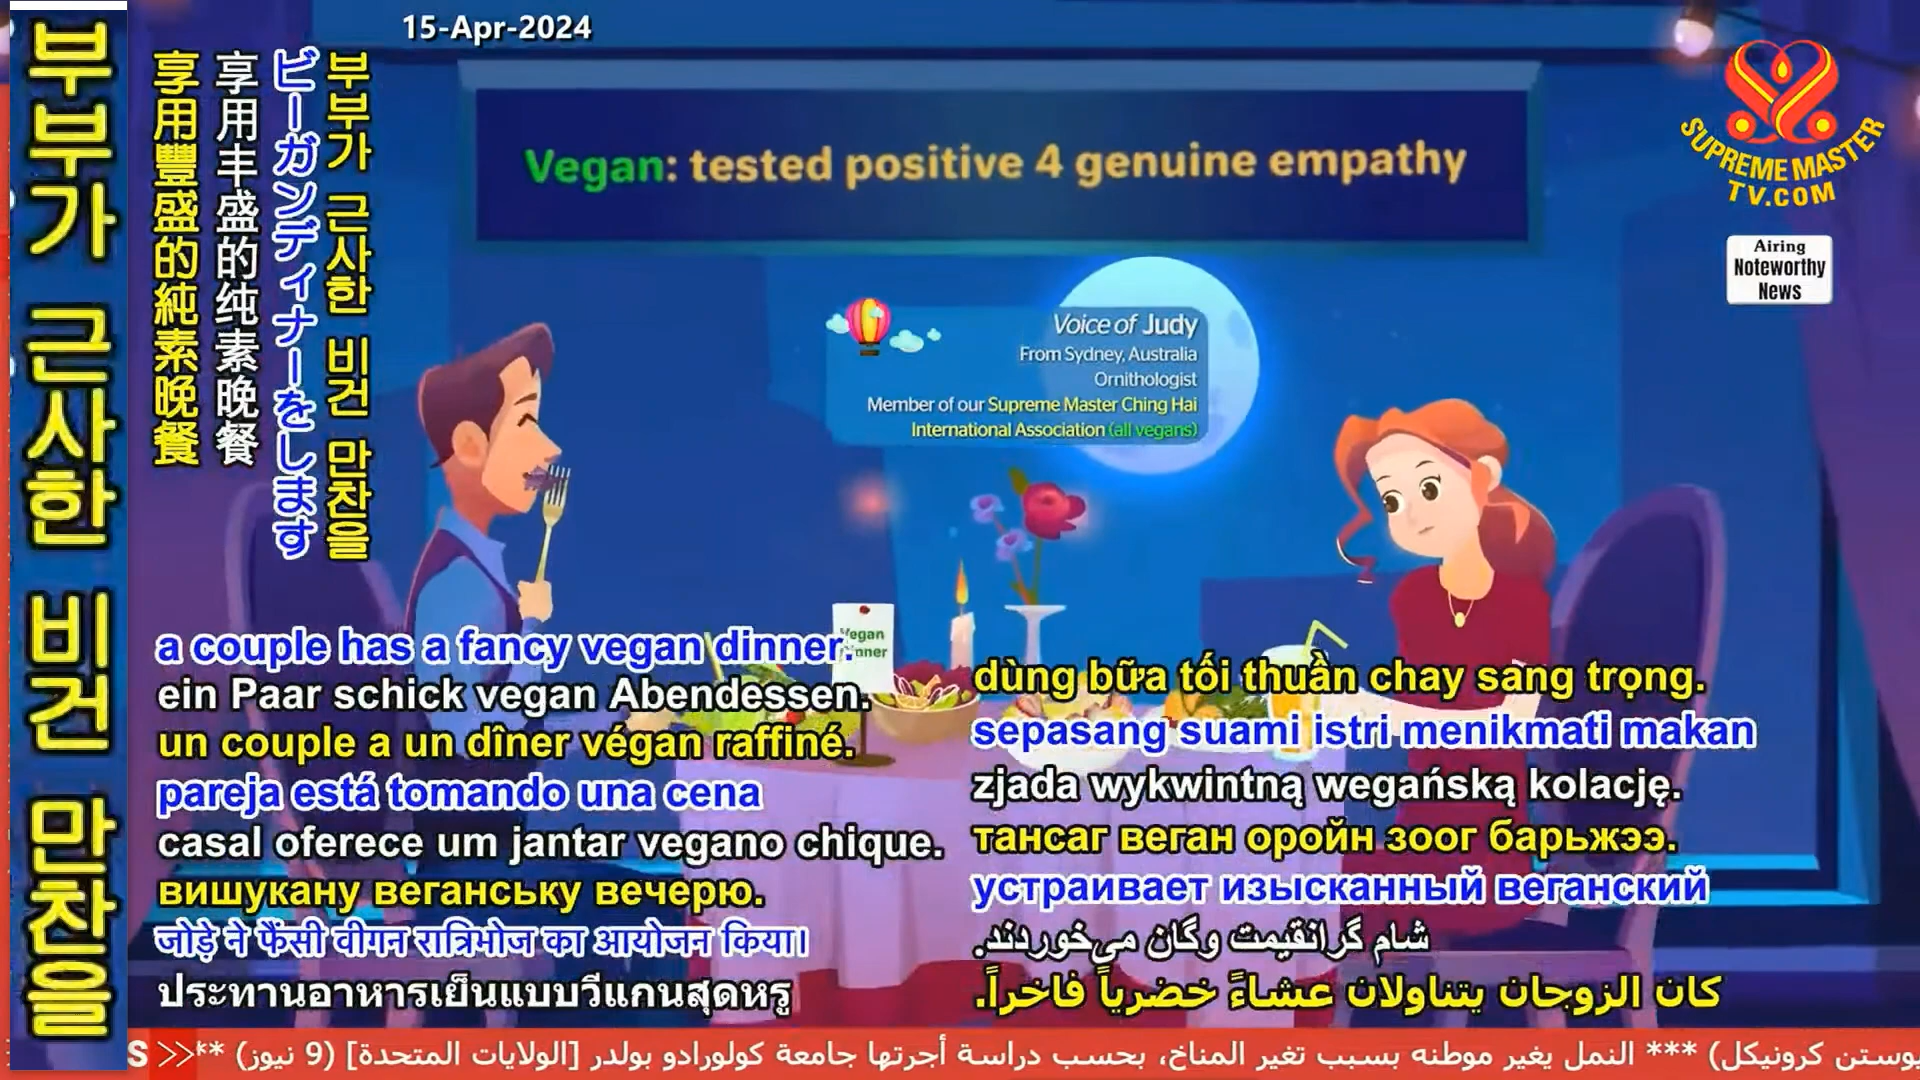 15-Apr-2024
Vegan: tested positive 4 genuine empathy
SUPREME MASTER
TV.COM
Airing
Noteworthy
News
Voice of Judy
From Sydney, Australia
Ornithologist
Member of our Supreme Master Ching Hai
International Association (all vegans)
부부가 근사한 비건 만찬을
享用豐盛的純素晚餐
享用丰盛的纯素晚餐
ビーガンディナーをします
부부가 근사한 비건 만찬을
Vegan
a couple has a fancy vegan dinner.
ein Paar schick vegan Abendessen.
un couple a un dîner végan raffiné.
pareja está tomando una cena
casal oferece um jantar vegano chique.
вишукану веганську вечерю.
जोड़े ने फैंसी वीगन रात्रिभोज का आयोजन किया।
ประทานอาหารเย็นแบบวีแกนสุดหรู
dùng bữa tối thuần chay sang trọng.
sepasang suami istri menikmati makan
zjada wykwintną wegańską kolację.
тансаг веган оройн зоог барьжээ.
устраивает изысканный веганский
شام گرانقیمت وگان می‌خوردند.
كان الزوجان يتناولان عشاءً خضرياً فاخراً.
وستن كرونيكل) *** النمل يغير موطنه بسبب تغير المناخ، بحسب دراسة أجرتها جامعة كولورادو بولدر [الولايات المتحدة] (9 نيوز) ** S